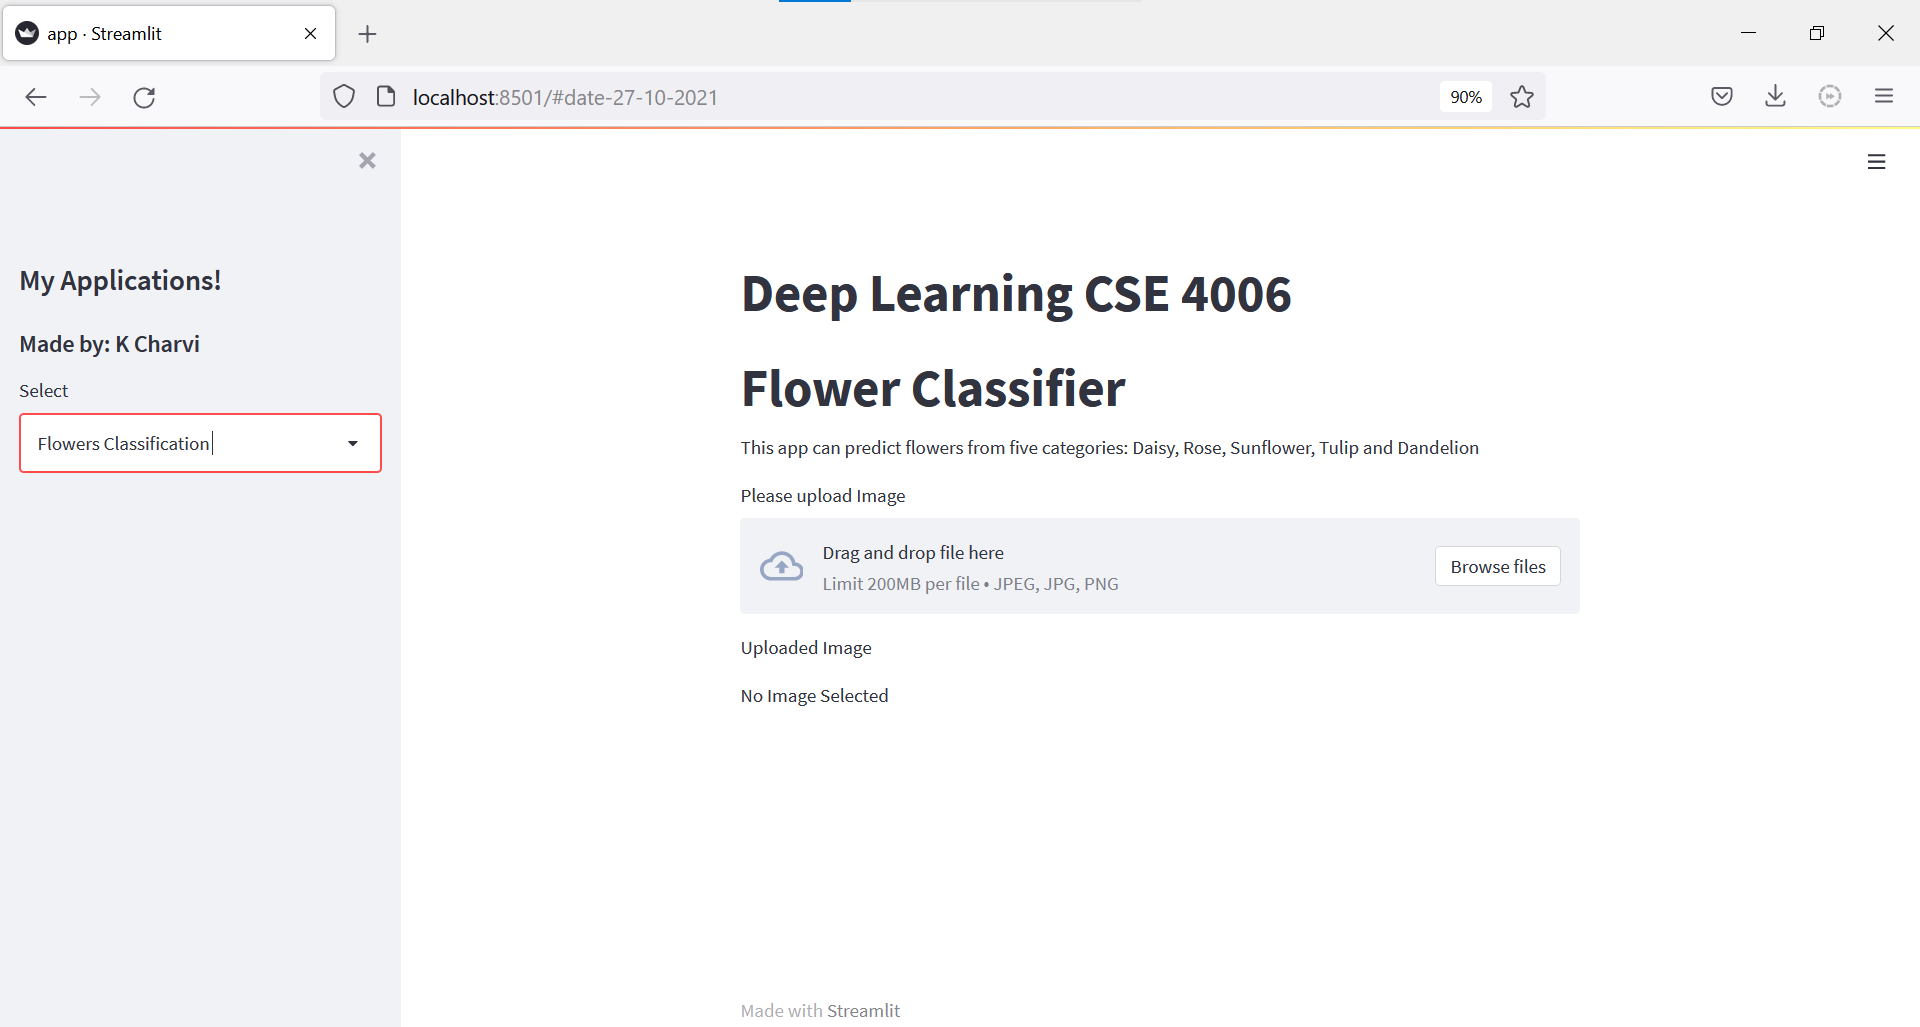 app · Streamlit
localhost:8501/#date-27-10-2021
90%
My Applications!
Made by: K Charvi
Select
Flowers Classification
Deep Learning CSE 4006
Flower Classifier
This app can predict flowers from five categories: Daisy, Rose, Sunflower, Tulip and Dandelion
Please upload Image
Drag and drop file here
Limit 200MB per file • JPEG, JPG, PNG
Browse files
Uploaded Image
No Image Selected
Made with Streamlit